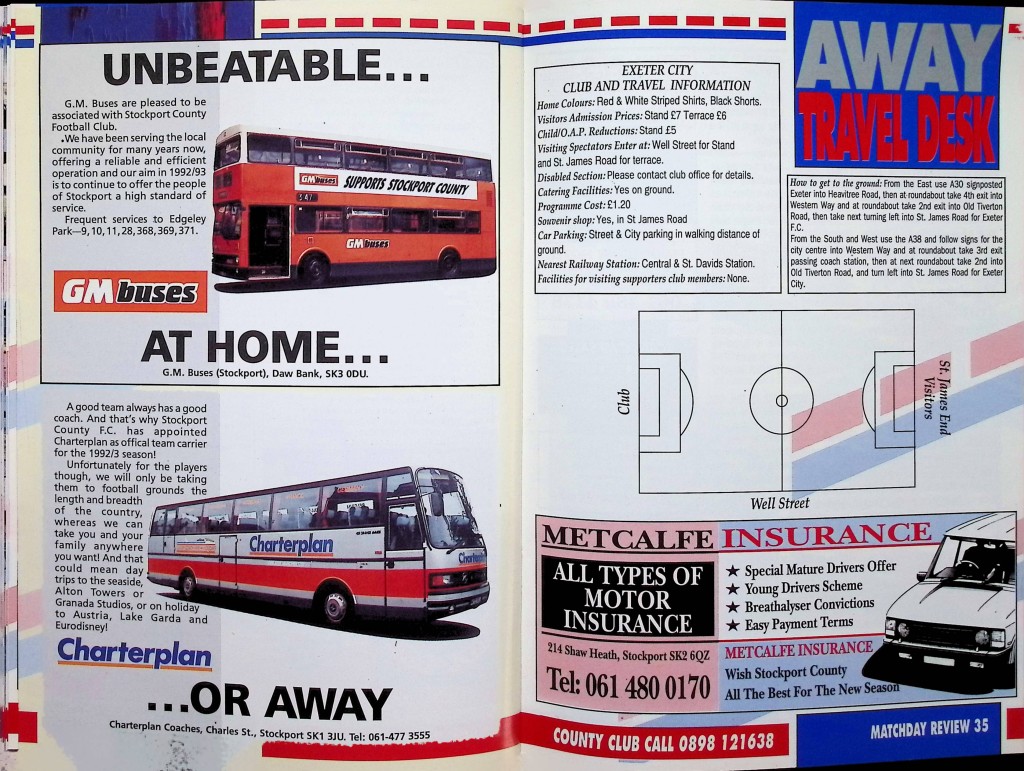 UNBEATABLE...
G.M. Buses are pleased to be
associated with Stockport County
Football Club.
We have been serving the local
community for many years now,
offering a reliable and efficient
operation and our aim in 1992/93
is to continue to offer the people
of Stockport a high standard of
service.
Frequent services to Edgeley
Park—9, 10, 11, 28, 368, 369, 371.
GMbuses SUPPORTS STOCKPORT COUNTY
GMbuses
GMbuses
AT HOME...
G.M. Buses (Stockport), Daw Bank, SK3 0DU.
A good team always has a good
coach. And that's why Stockport
County F.C. has appointed
Charterplan as offical team carrier
for the 1992/3 season!
Unfortunately for the players
though, we will only be taking
them to football grounds the
length and breadth
of the country,
whereas we can
take you and your
family anywhere
you want! And that
could mean day
trips to the seaside,
Alton Towers or
Granada Studios, or on holiday
to Austria, Lake Garda and
Eurodisney!
Charterplan
Charterplan
Charterplan
...OR AWAY
Charterplan Coaches, Charles St., Stockport SK1 3JU. Tel: 061-477 3555
EXETER CITY
CLUB AND TRAVEL INFORMATION
Home Colours: Red & White Striped Shirts, Black Shorts.
Visitors Admission Prices: Stand £7 Terrace £6
Child/O.A.P. Reductions: Stand £5
Visiting Spectators Enter at: Well Street for Stand
and St. James Road for terrace.
Disabled Section: Please contact club office for details.
Catering Facilities: Yes on ground.
Programme Cost: £1.20
Souvenir shop: Yes, in St James Road
Car Parking: Street & City parking in walking distance of
ground.
Nearest Railway Station: Central & St. Davids Station.
Facilities for visiting supporters club members: None.
AWAY
TRAVEL DESK
How to get to the ground: From the East use A30 signposted
Exeter into Heavitree Road, then at roundabout take 4th exit into
Western Way and at roundabout take 2nd exit into Old Tiverton
Road, then take next turning left into St. James Road for Exeter
F.C.
From the South and West use the A38 and follow signs for the
city centre into Western Way and at roundabout take 3rd exit
passing coach station, then at next roundabout take 2nd into
Old Tiverton Road, and turn left into St. James Road for Exeter
City.
Club
St. James End
Visitors
Well Street
METCALFE INSURANCE
ALL TYPES OF
MOTOR
INSURANCE
214 Shaw Heath, Stockport SK2 6QZ
Tel: 061 480 0170
★ Special Mature Drivers Offer
★ Young Drivers Scheme
★ Breathalyser Convictions
★ Easy Payment Terms
METCALFE INSURANCE
Wish Stockport County
All The Best For The New Season
COUNTY CLUB CALL 0898 121638
MATCHDAY REVIEW 35